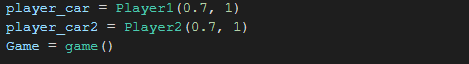 player_car = Player1(0.7, 1)
player_car2 = Player2(0.7, 1)
Game = game()